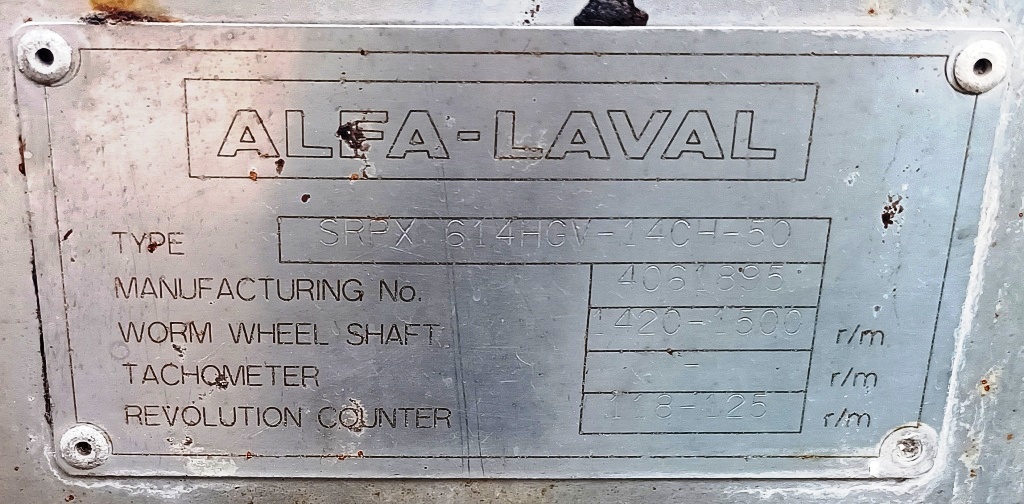 ALFA-LAVAL
TYPE SRPX 614HGV-14CH-50
MANUFACTURING No. 4061895
WORM WHEEL SHAFT 1420-1500 r/m
TACHOMETER - r/m
REVOLUTION COUNTER 118-125 r/m